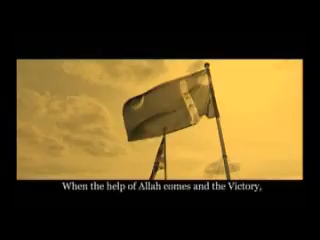 When the help of Allah comes and the Victory,